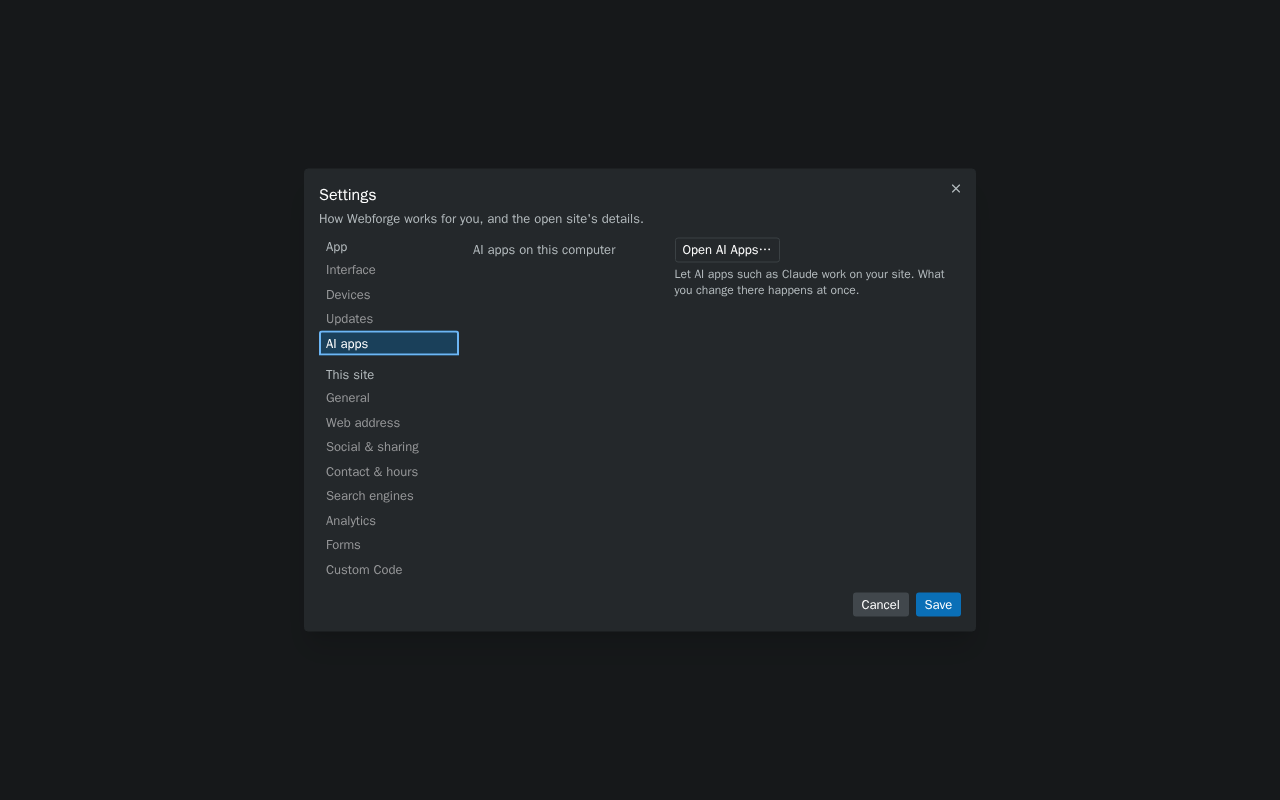 Settings
How Webforge works for you, and the open site's details.
App
Interface
Devices
Updates
AI apps
This site
General
Web address
Social & sharing
Contact & hours
Search engines
Analytics
Forms
Custom Code
AI apps on this computer
Open AI Apps···
Let AI apps such as Claude work on your site. What
you change there happens at once.
Cancel
Save